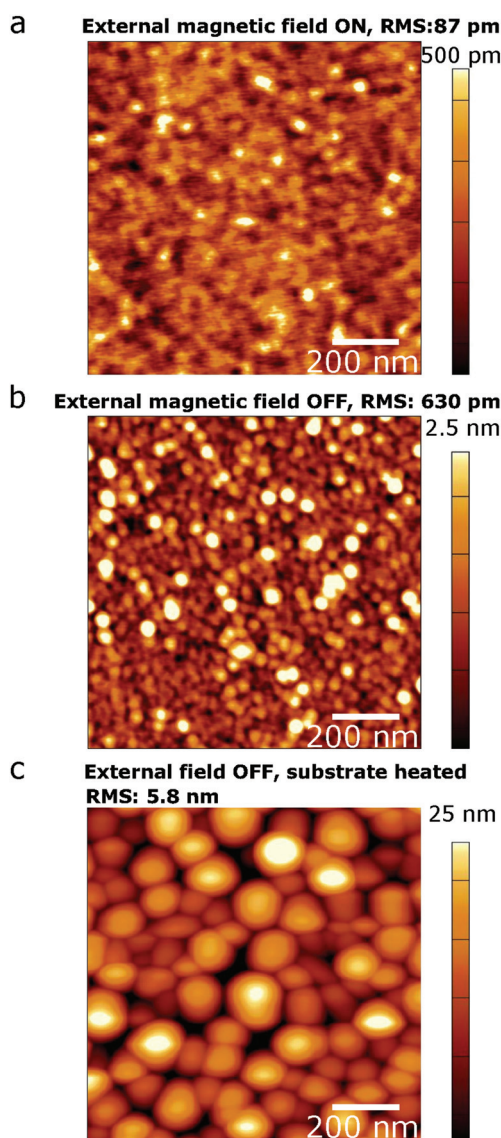 a
External magnetic field ON, RMS:87 pm
500 pm
200 nm
b
External magnetic field OFF, RMS: 630 pm
2.5 nm
200 nm
c
External field OFF, substrate heated
RMS: 5.8 nm
25 nm
200 nm